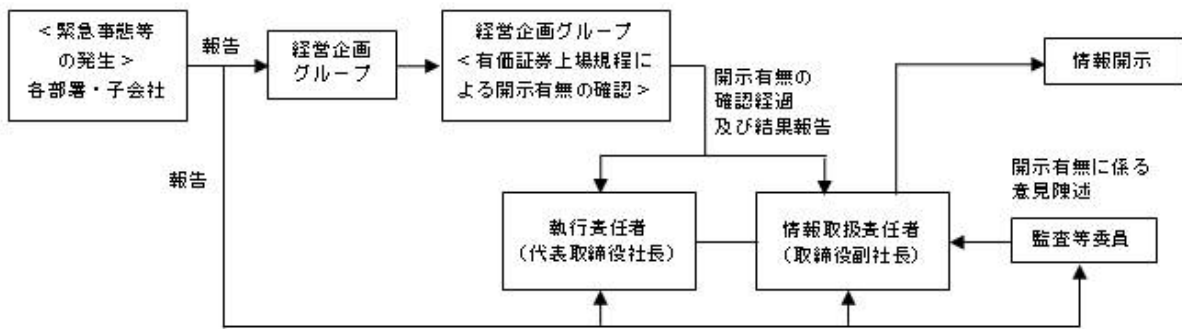 ＜緊急事態等
の発生＞
各部署・子会社
報告
経営企画
グループ
経営企画グループ
＜有価証券上場規程に
よる開示有無の確認＞
開示有無の
確認経過
及び結果報告
情報開示
報告
開示有無に係る
意見陳述
執行責任者
（代表取締役社長）
情報取扱責任者
（取締役副社長）
監査等委員